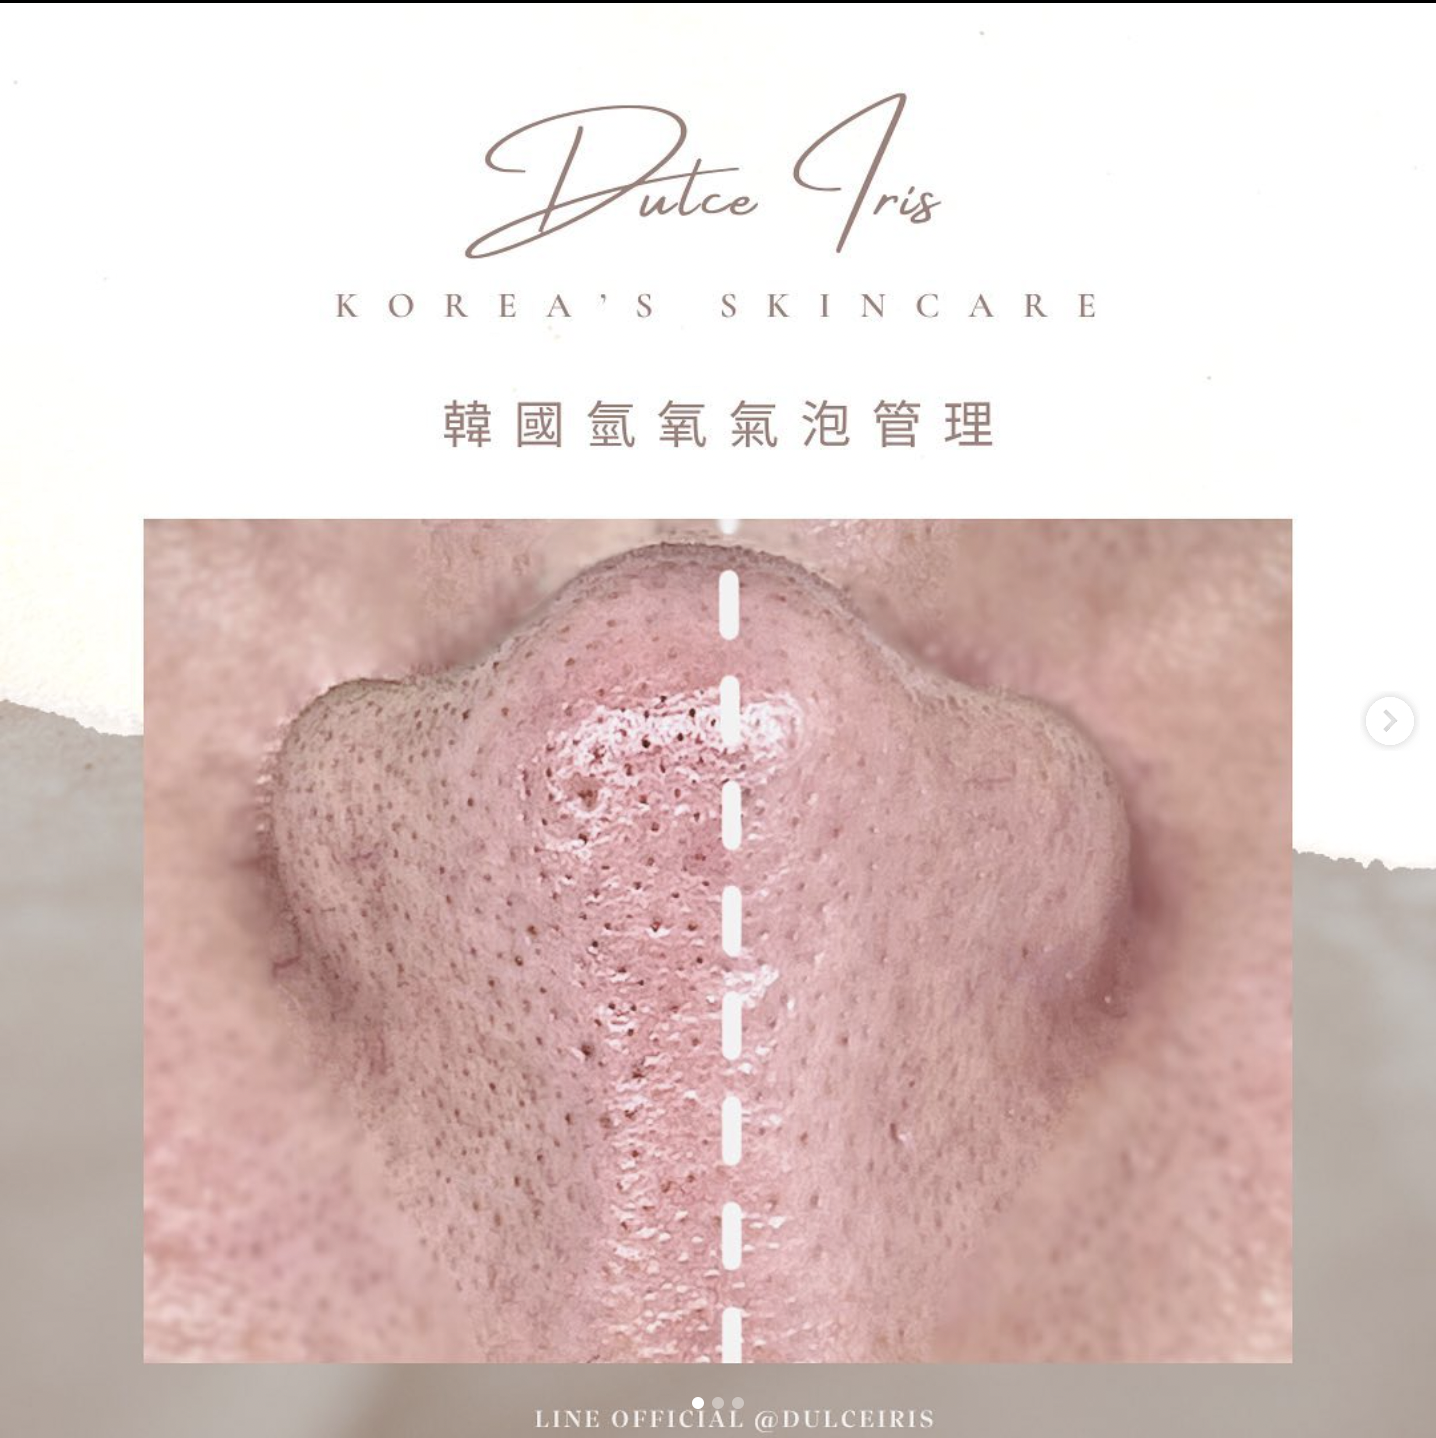 Dulce Iris
KOREA'S SKINCARE
韓國氫氧氣泡管理
LINE OFFICIAL @DULCEIRIS